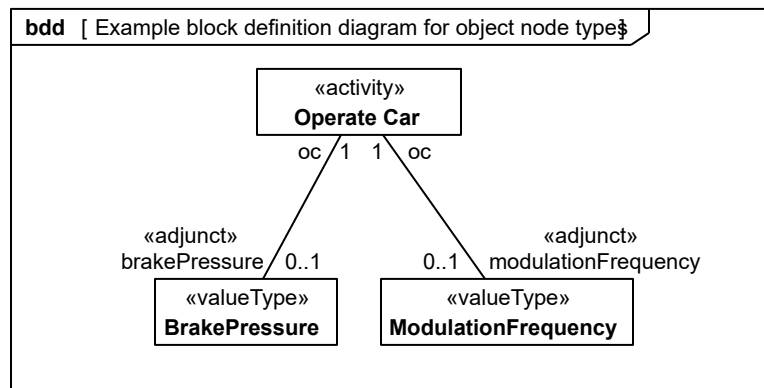 bdd [ Example block definition diagram for object node types]
«activity»
Operate Car
oc 1 1 oc
«adjunct» «adjunct»
brakePressure 0..1 0..1 modulationFrequency
«valueType» «valueType»
BrakePressure ModulationFrequency